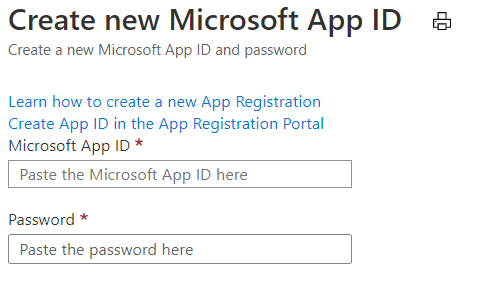 Create new Microsoft App ID
Create a new Microsoft App ID and password
Learn how to create a new App Registration
Create App ID in the App Registration Portal
Microsoft App ID *
Paste the Microsoft App ID here
Password *
Paste the password here